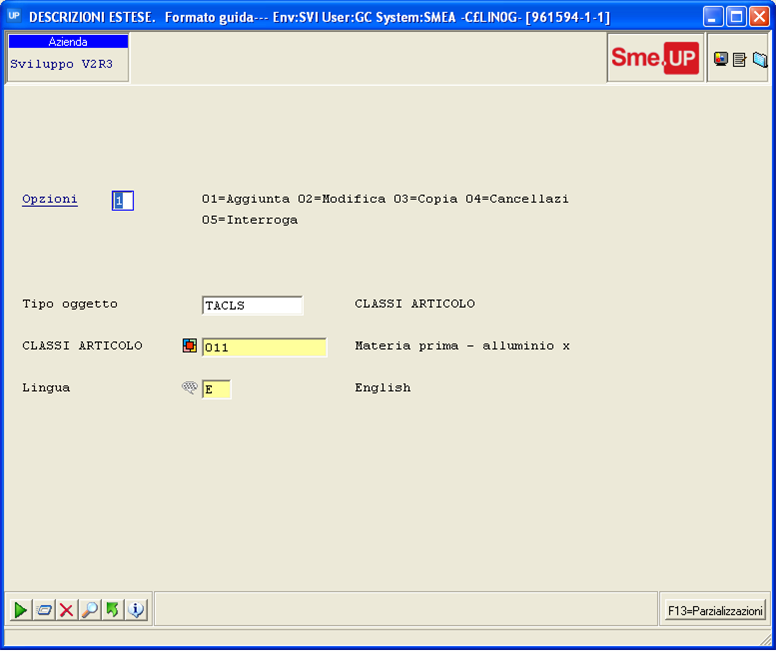 UP DESCRIZIONI ESTESE. Formato guida--- Env:SVI User:GC System:SMEA -C£LINOG- [961594-1-1]
Azienda
Sviluppo V2R3
Sme.UP
Opzioni 1 01=Aggiunta 02=Modifica 03=Copia 04=Cancellazi
05=Interroga
Tipo oggetto TACLS CLASSI ARTICOLO
CLASSI ARTICOLO 011 Materia prima - alluminio x
Lingua E English
F13=Parzializzazioni